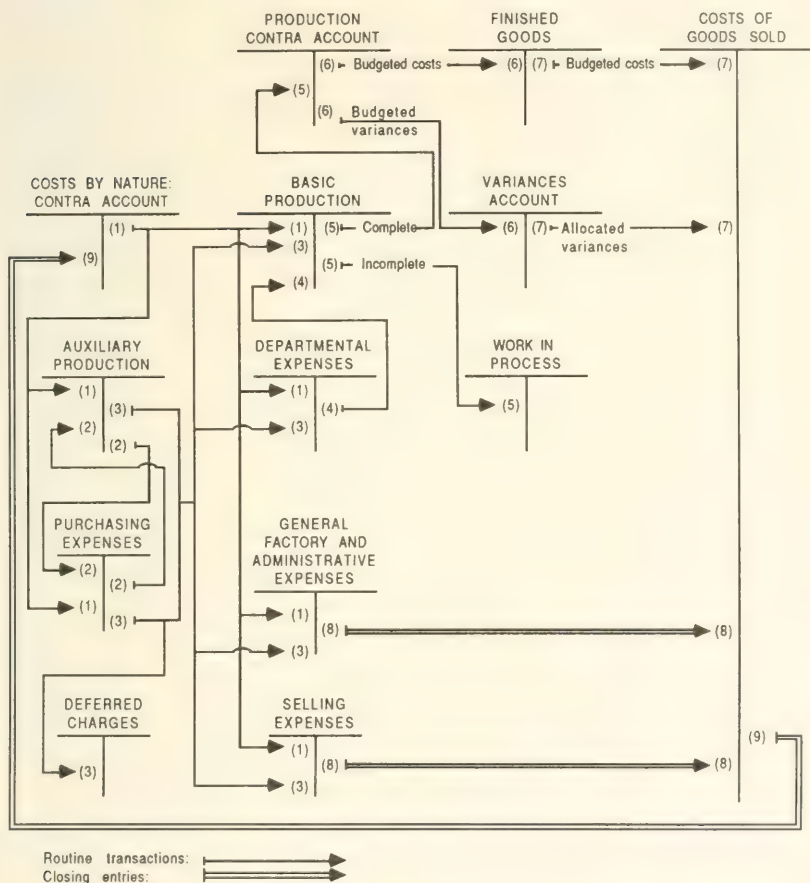 PRODUCTION
CONTRA ACCOUNT
FINISHED
GOODS
COSTS OF
GOODS SOLD
(6) Budgeted costs (6) (7) Budgeted costs (7)
(5)
(6) Budgeted
variances
COSTS BY NATURE:
CONTRA ACCOUNT
BASIC
PRODUCTION
VARIANCES
ACCOUNT
(1) (1) (5) Complete (6) (7) Allocated
variances (7)
(3)
(9) (5) Incomplete
(4)
AUXILIARY
PRODUCTION
DEPARTMENTAL
EXPENSES
WORK IN
PROCESS
(1) (1)
(3) (4) (5)
(2) (3)
(2)
PURCHASING
EXPENSES
GENERAL
FACTORY AND
ADMINISTRATIVE
EXPENSES
(2)
(2)
(1) (1)
(3) (8) (8)
(3)
DEFERRED
CHARGES
SELLING
EXPENSES
(9)
(1)
(3) (8) (8)
(3)
Routine transactions:
Closing entries: